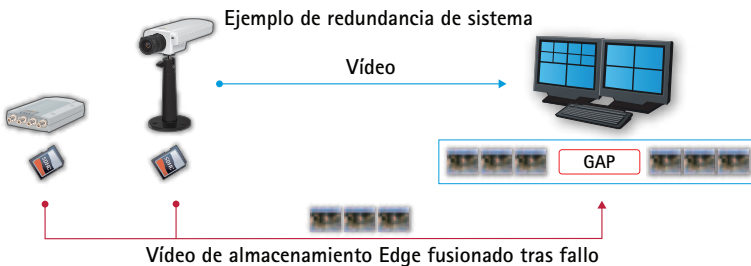 Ejemplo de redundancia de sistema
Vídeo
GAP
Vídeo de almacenamiento Edge fusionado tras fallo